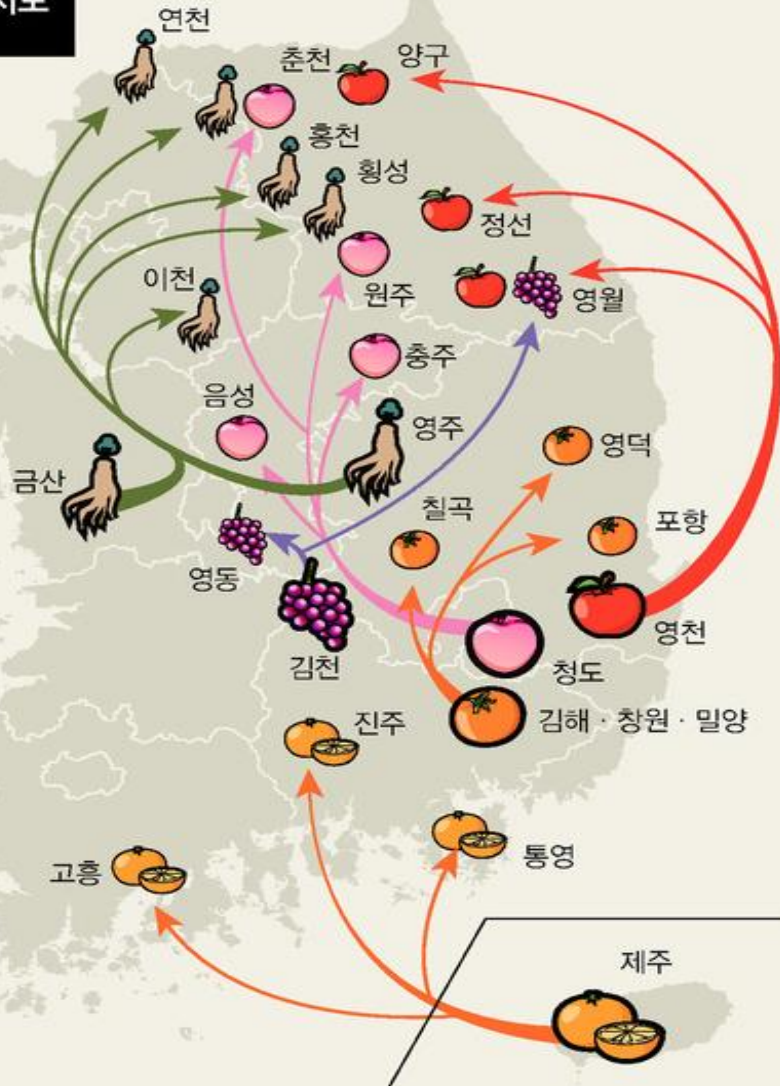 지도
연천
춘천
양구
홍천
횡성
정선
이천
원주
영월
충주
음성
영주
영덕
금산
칠곡
포항
영동
영천
김천
청도
진주
김해 · 창원 · 밀양
통영
고흥
제주